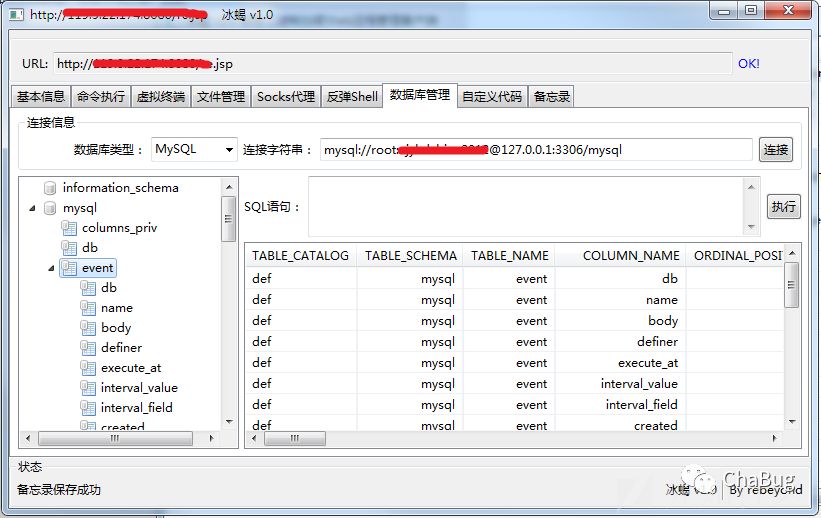 http:// 冰蝎 v1.0
URL: http:// .jsp OK!
基本信息 命令执行 虚拟终端 文件管理 Socks代理 反弹Shell 数据库管理 自定义代码 备忘录
连接信息
数据库类型： MySQL 连接字符串： mysql://root: @127.0.0.1:3306/mysql 连接
information_schema
mysql
columns_priv
db
event
db
name
body
definer
execute_at
interval_value
interval_field
created
SQL语句： 执行
TABLE_CATALOG TABLE_SCHEMA TABLE_NAME COLUMN_NAME ORDINAL_POSI
def mysql event db
def mysql event name
def mysql event body
def mysql event definer
def mysql event execute_at
def mysql event interval_value
def mysql event interval_field
def mysql event created
状态
备忘录保存成功
冰蝎 v1.0 By rebeyond
ChaBug